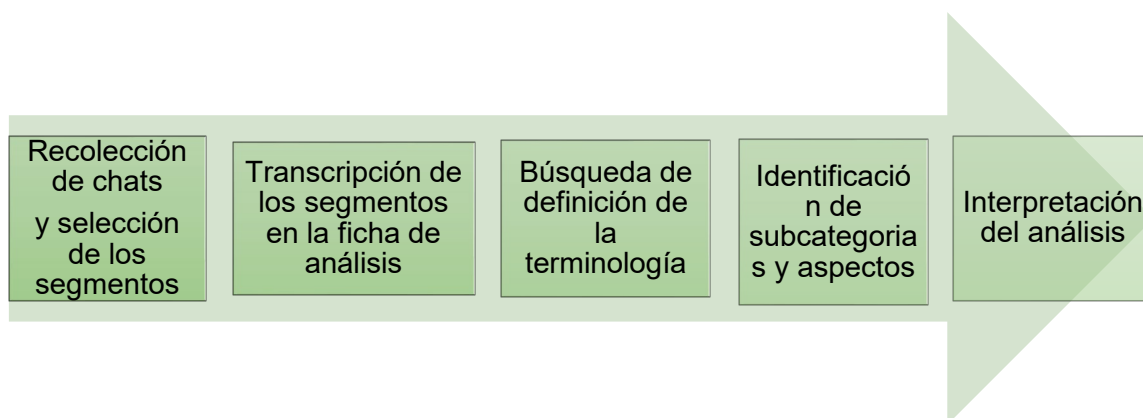 Recolección
de chats
y selección
de los
segmentos
Transcripción de
los segmentos
en la ficha de
análisis
Búsqueda de
definición de
la
terminología
Identificació
n de
subcategoria
s y aspectos
Interpretación
del análisis